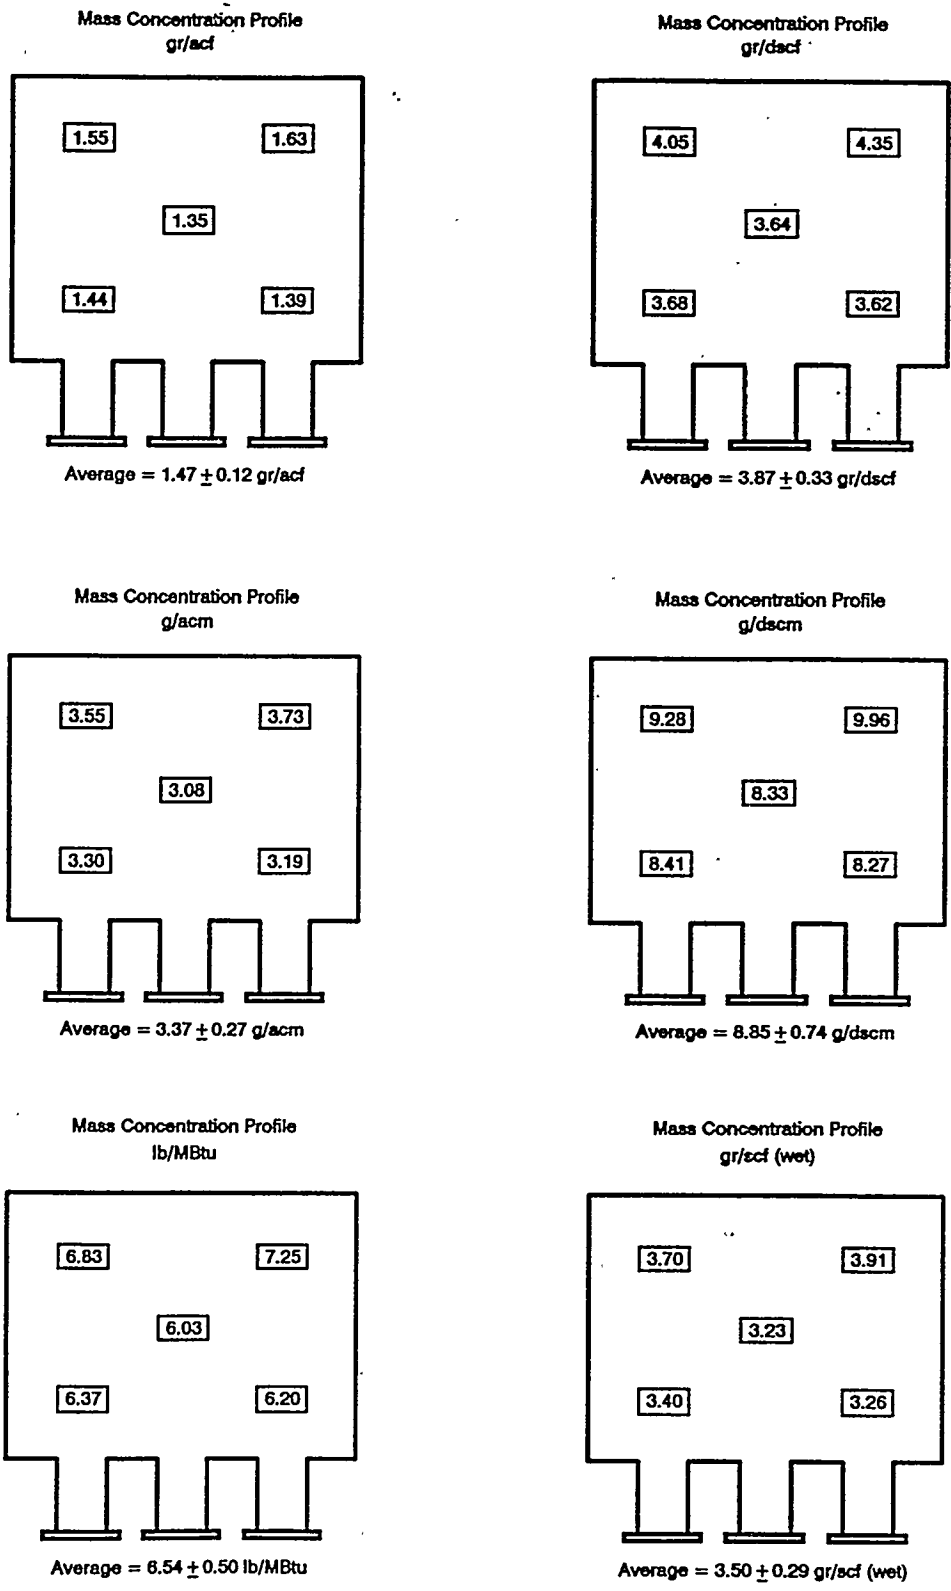 Mass Concentration Profile
gr/acf
1.55
1.63
1.35
1.44
1.39
Average = 1.47 ± 0.12 gr/acf
Mass Concentration Profile
gr/dscf
4.05
4.35
3.64
3.68
3.62
Average = 3.87 ± 0.33 gr/dscf
Mass Concentration Profile
g/acm
3.55
3.73
3.08
3.30
3.19
Average = 3.37 ± 0.27 g/acm
Mass Concentration Profile
g/dscm
9.28
9.96
8.33
8.41
8.27
Average = 8.85 ± 0.74 g/dscm
Mass Concentration Profile
lb/MBtu
6.83
7.25
6.03
6.37
6.20
Average = 6.54 ± 0.50 lb/MBtu
Mass Concentration Profile
gr/scf (wet)
3.70
3.91
3.23
3.40
3.26
Average = 3.50 ± 0.29 gr/scf (wet)